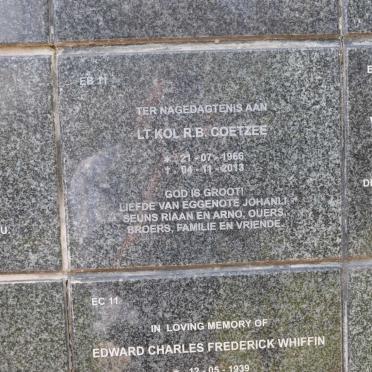 EB 11
TER NAGEDAGTENIS AAN
LT KOL R.B. COETZEE
* 21 - 07 - 1966
† 04 - 11 - 2013
GOD IS GROOT!
LIEFDE VAN EGGENOTE JOHANLI,
SEUNS RIAAN EN ARNO, OUERS,
BROERS, FAMILIE EN VRIENDE.
U.
EC 11
IN LOVING MEMORY OF
EDWARD CHARLES FREDERICK WHIFFIN
* 12 - 05 - 1939